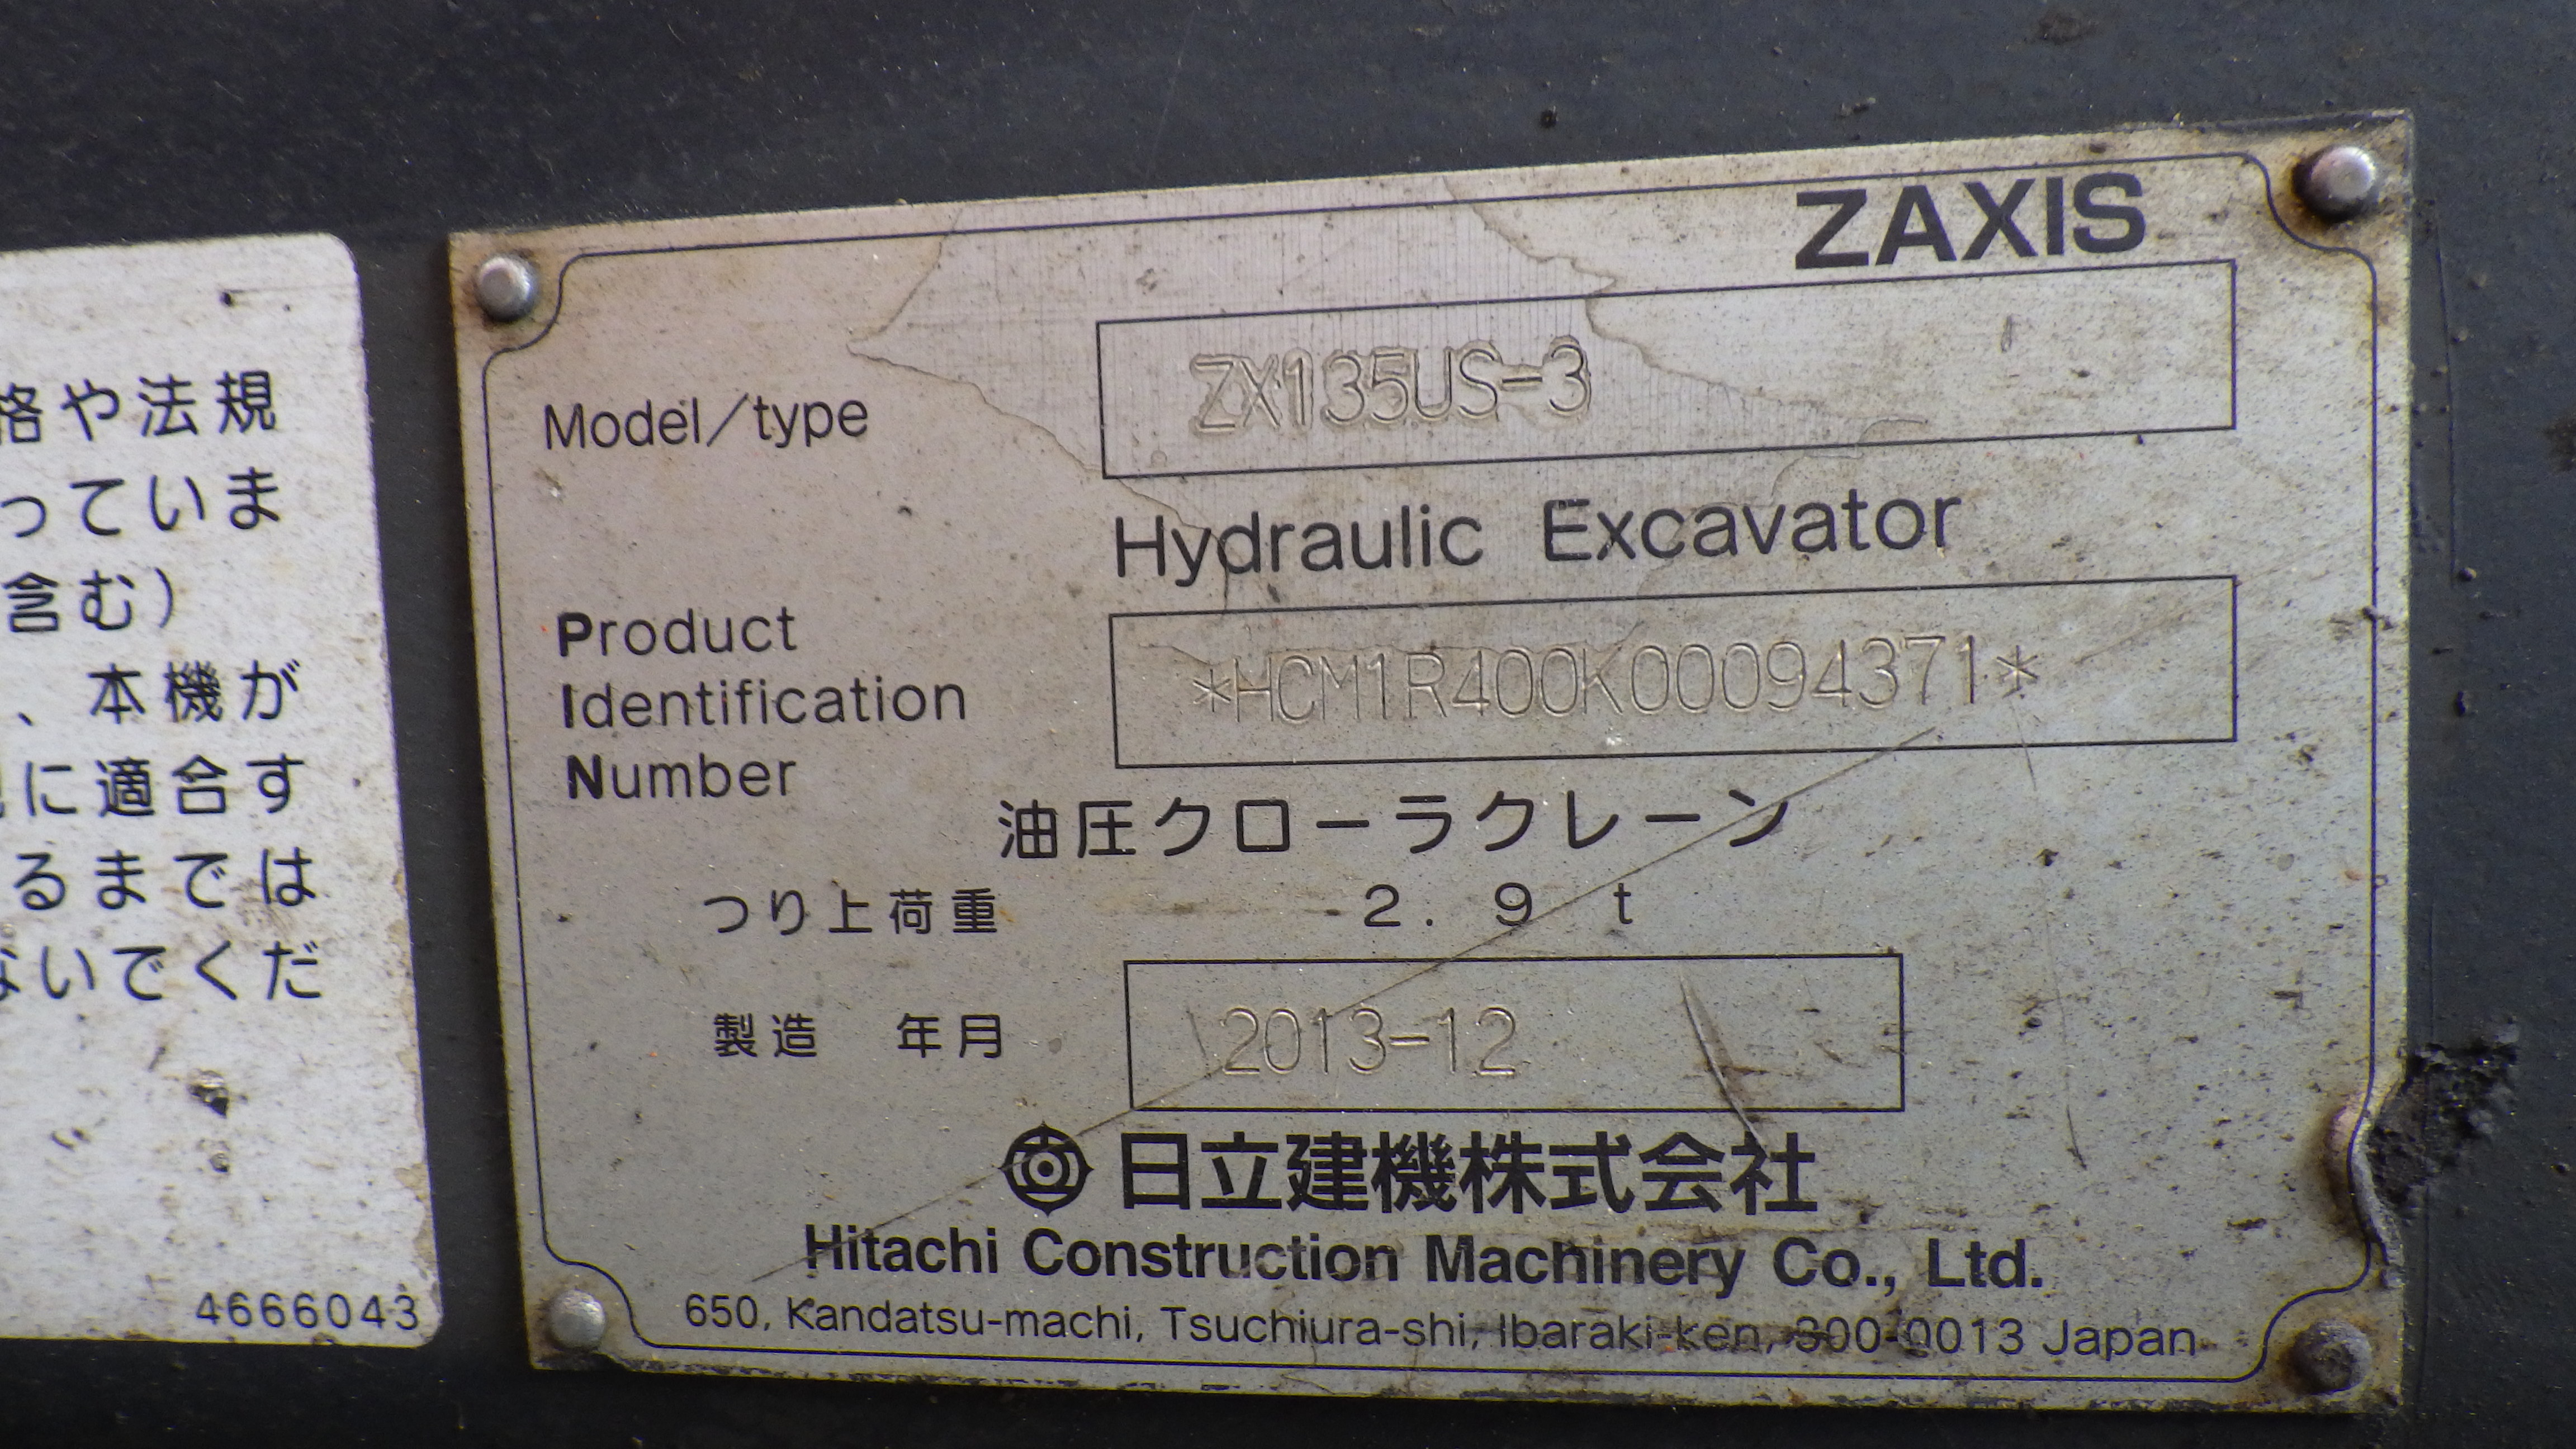 格や法規
っていま
含む）
、本機が
に適合す
るまでは
ないでくだ
4666043
ZAXIS
Model/type ZX135US-3
Hydraulic Excavator
Product
Identification
Number
*HCM1R400K00094371*
油圧クローラクレーン
つり上荷重 2.9 t
製造 年月 2013-12
日立建機株式会社
Hitachi Construction Machinery Co., Ltd.
650, Kandatsu-machi, Tsuchiura-shi, Ibaraki-ken, 300-0013 Japan